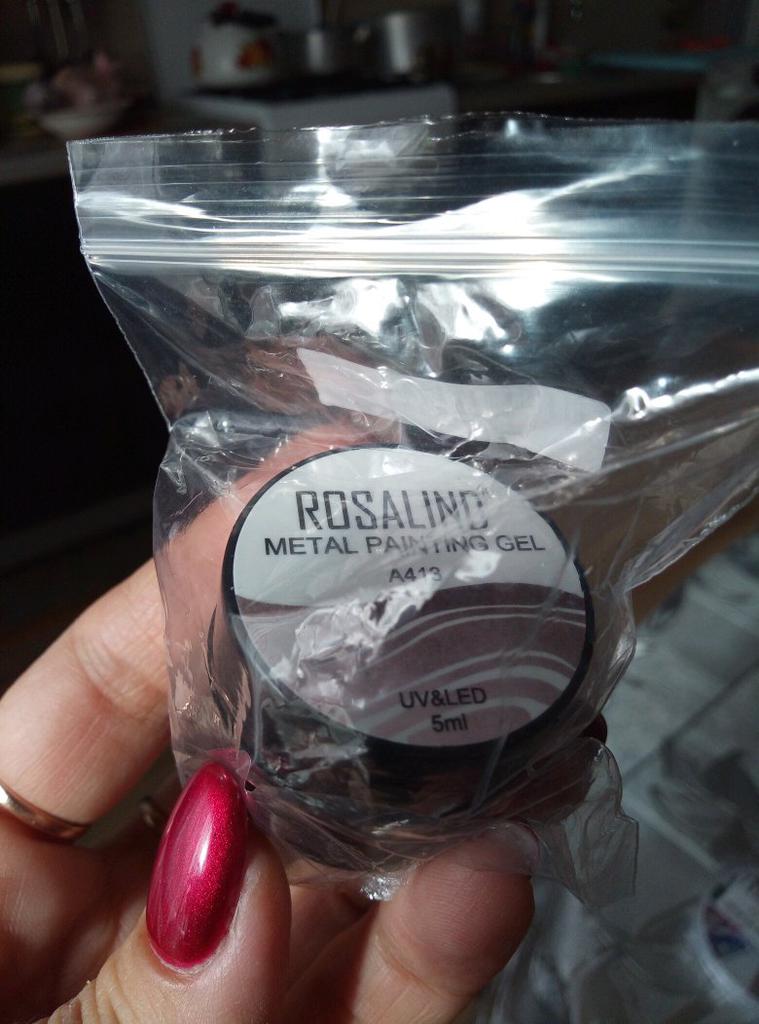 ROSALIND
METAL PAINTING GEL
A413
UV&LED
5ml